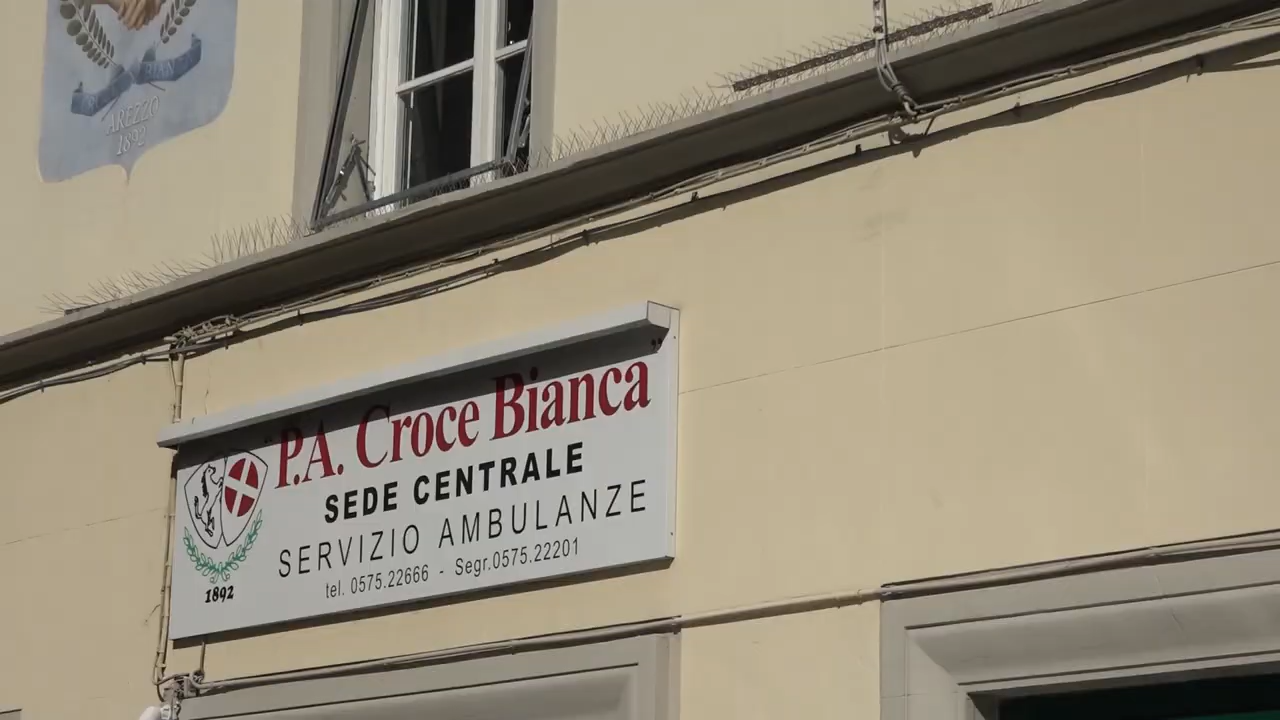 AREZZO
1892
"P.A. Croce Bianca"
SEDE CENTRALE
SERVIZIO AMBULANZE
tel. 0575.22666 - Segr.0575.22201
1892